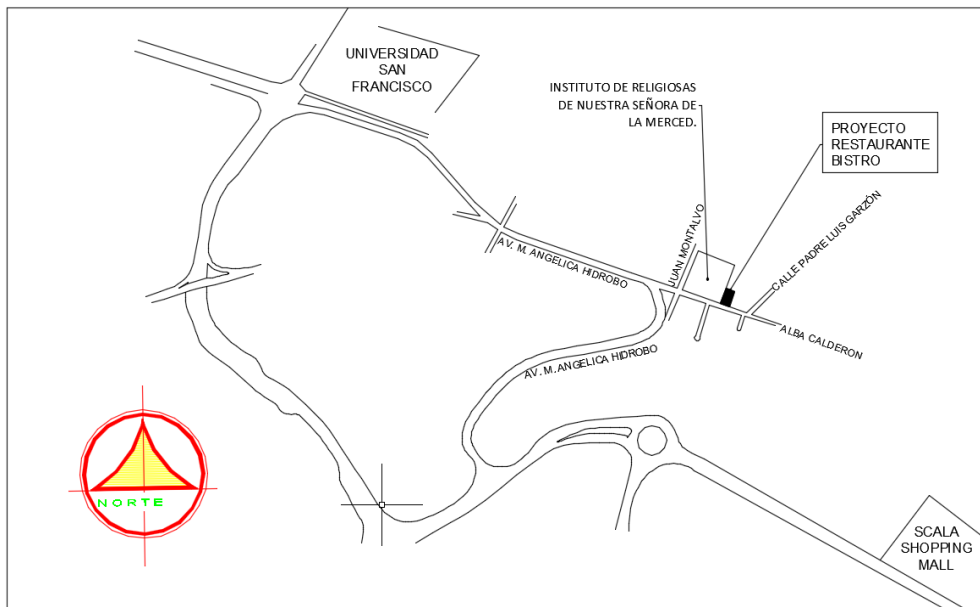 UNIVERSIDAD
SAN
FRANCISCO
INSTITUTO DE RELIGIOSAS
DE NUESTRA SEÑORA DE
LA MERCED.
PROYECTO
RESTAURANTE
BISTRO
JUAN MONTALVO
CALLE PADRE LUIS GARZÓN
AV. M. ANGELICA HIDROBO
ALBA CALDERON
AV. M. ANGELICA HIDROBO
NORTE
SCALA
SHOPPING
MALL